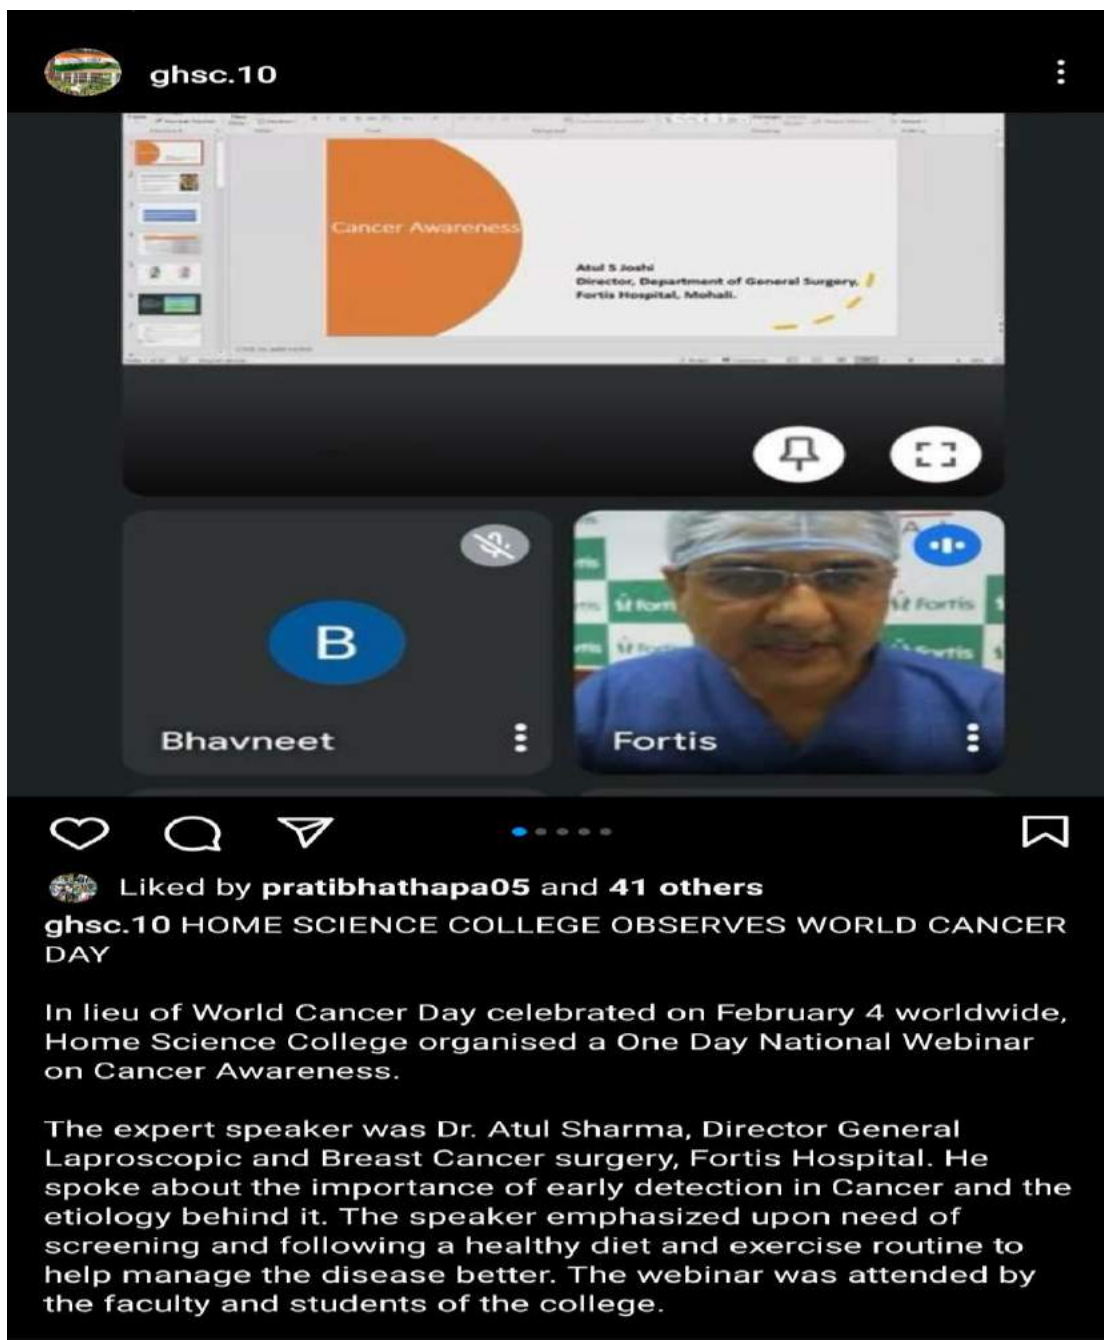 ghsc.10
Cancer Awareness
Atul S Joshi
Director, Department of General Surgery,
Fortis Hospital, Mohali.
B
Bhavneet
Fortis
Fortis
Fortis
Liked by pratibhathapa05 and 41 others
ghsc.10 HOME SCIENCE COLLEGE OBSERVES WORLD CANCER
DAY
In lieu of World Cancer Day celebrated on February 4 worldwide,
Home Science College organised a One Day National Webinar
on Cancer Awareness.
The expert speaker was Dr. Atul Sharma, Director General
Laproscopic and Breast Cancer surgery, Fortis Hospital. He
spoke about the importance of early detection in Cancer and the
etiology behind it. The speaker emphasized upon need of
screening and following a healthy diet and exercise routine to
help manage the disease better. The webinar was attended by
the faculty and students of the college.